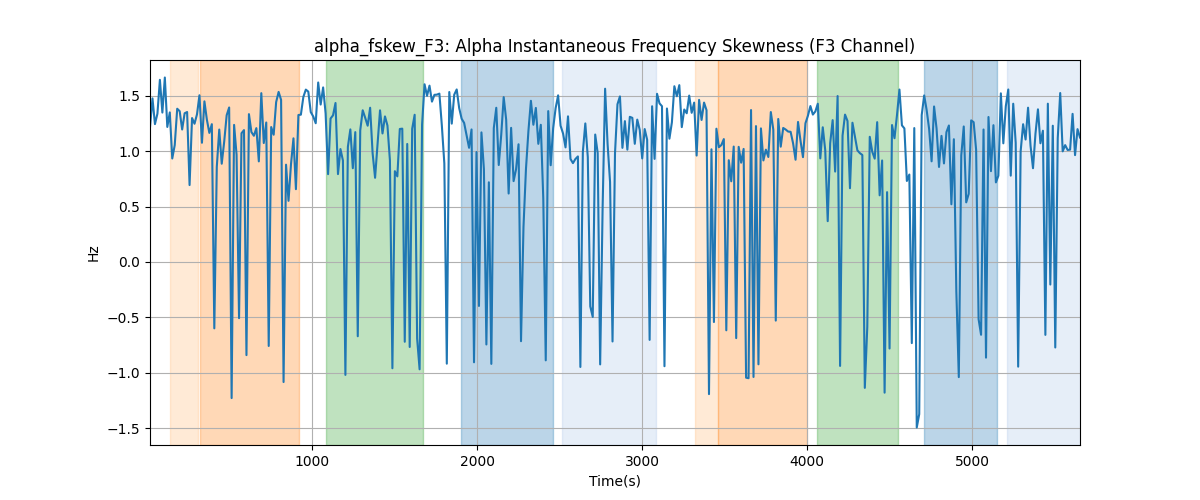 alpha_fskew_F3: Alpha Instantaneous Frequency Skewness (F3 Channel)
1.5
1.0
0.5
0.0
−0.5
−1.0
−1.5
Hz
1000 2000 3000 4000 5000
Time(s)